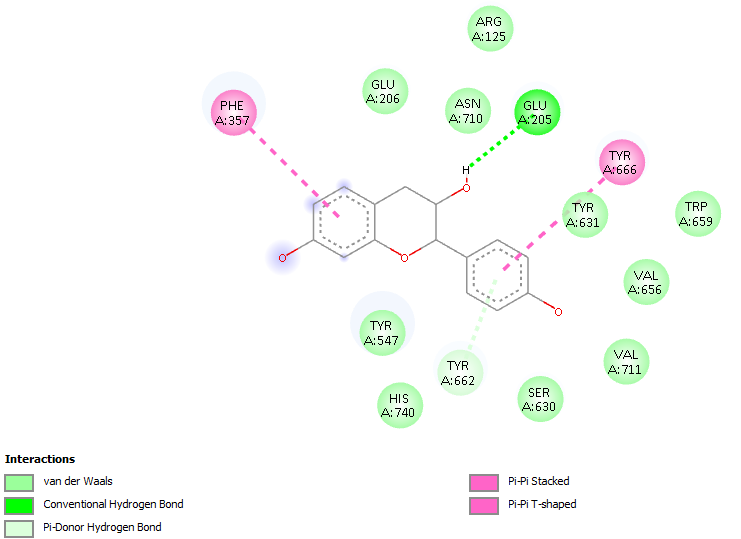 ARG
A:125
GLU
A:206
ASN
A:710
GLU
A:205
PHE
A:357
TYR
A:666
H
O
TYR
A:631
TRP
A:659
O
O
VAL
A:656
O
TYR
A:547
TYR
A:662
VAL
A:711
HIS
A:740
SER
A:630
Interactions
van der Waals
Conventional Hydrogen Bond
Pi-Donor Hydrogen Bond
Pi-Pi Stacked
Pi-Pi T-shaped